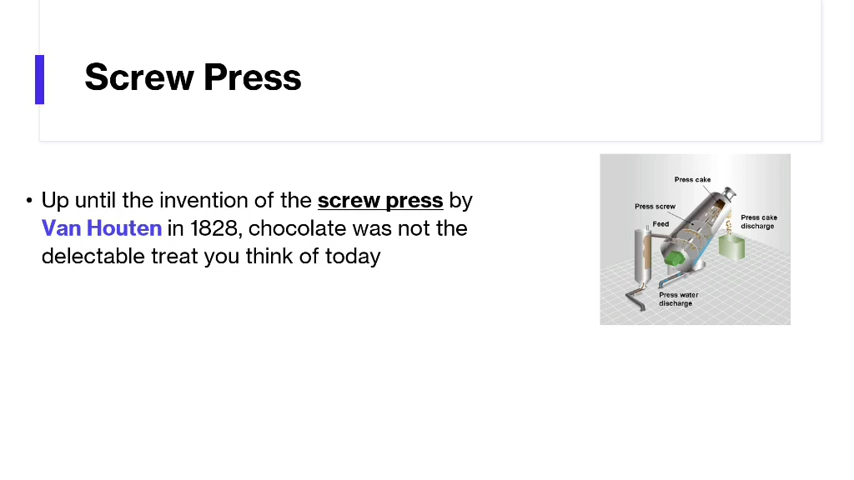 Screw Press
• Up until the invention of the screw press by
Van Houten in 1828, chocolate was not the
delectable treat you think of today
Press cake
Press screw
Feed
Press cake
discharge
Press water
discharge